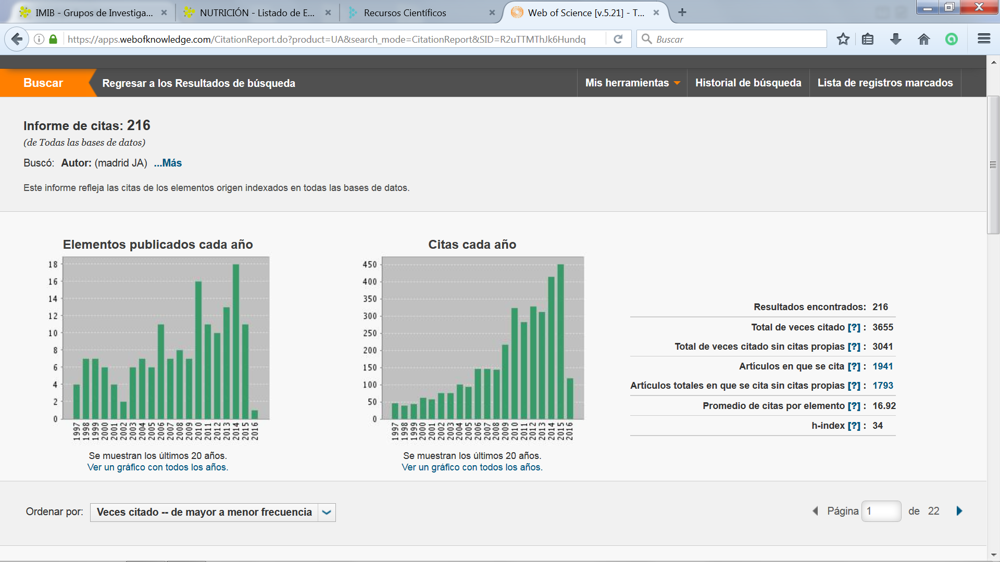 IMIB - Grupos de Investiga...
NUTRICIÓN - Listado de E...
Recursos Científicos
Web of Science [v.5.21] - T...
https://apps.webofknowledge.com/CitationReport.do?product=UA&search_mode=CitationReport&SID=R2uTTMThJk6Hundq
Buscar
Buscar
Regresar a los Resultados de búsqueda
Mis herramientas
Historial de búsqueda
Lista de registros marcados
Informe de citas: 216
(de Todas las bases de datos)
Buscó: Autor: (madrid JA) ...Más
Este informe refleja las citas de los elementos origen indexados en todas las bases de datos.
Elementos publicados cada año
18
16
14
12
10
8
6
4
2
0
1997
1998
1999
2000
2001
2002
2003
2004
2005
2006
2007
2008
2009
2010
2011
2012
2013
2014
2015
2016
Se muestran los últimos 20 años.
Ver un gráfico con todos los años.
Citas cada año
450
400
350
300
250
200
150
100
50
0
1997
1998
1999
2000
2001
2002
2003
2004
2005
2006
2007
2008
2009
2010
2011
2012
2013
2014
2015
2016
Se muestran los últimos 20 años.
Ver un gráfico con todos los años.
Resultados encontrados: 216
Total de veces citado [?] : 3655
Total de veces citado sin citas propias [?] : 3041
Artículos en que se cita [?] : 1941
Artículos totales en que se cita sin citas propias [?] : 1793
Promedio de citas por elemento [?] : 16.92
h-index [?] : 34
Ordenar por: Veces citado -- de mayor a menor frecuencia
Página 1 de 22